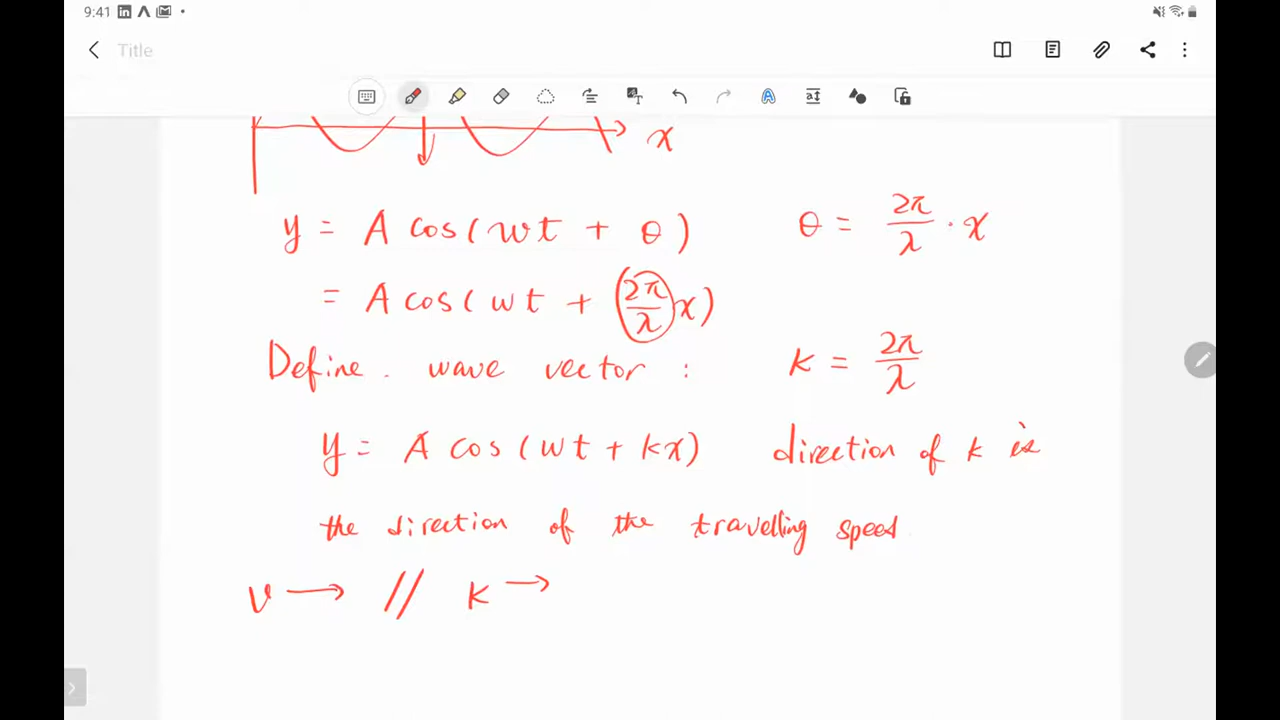 9:41
Title
x
y = A cos(wt + θ) θ = 2π/λ · x
= A cos(wt + (2π/λ)x)
Define . wave vector : k = 2π/λ
y = A cos(wt + kx) direction of k is
the direction of the travelling speed
v → // k →